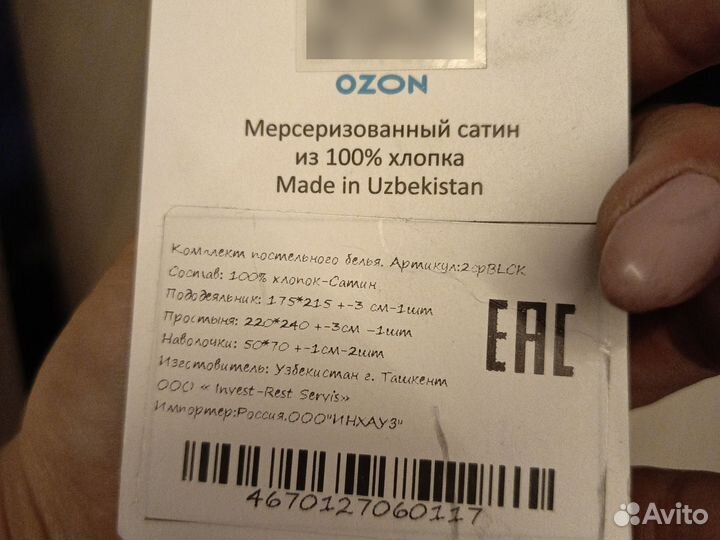 OZON
Мерсеризованный сатин
из 100% хлопка
Made in Uzbekistan
Комплект постельного белья. Артикул:2спBLCK
Состав: 100% хлопок-Сатин
Пододеяльник: 175*215 +-3 см-1шт
Простыня: 220*240 +-3см -1шт
Наволочки: 50*70 +-1см-2шт
Изготовитель: Узбекистан г. Ташкент
ООО « Invest-Rest Servis»
Импортер:Россия.ООО"ИНХАУЗ"
EAC
4670127060117
Avito